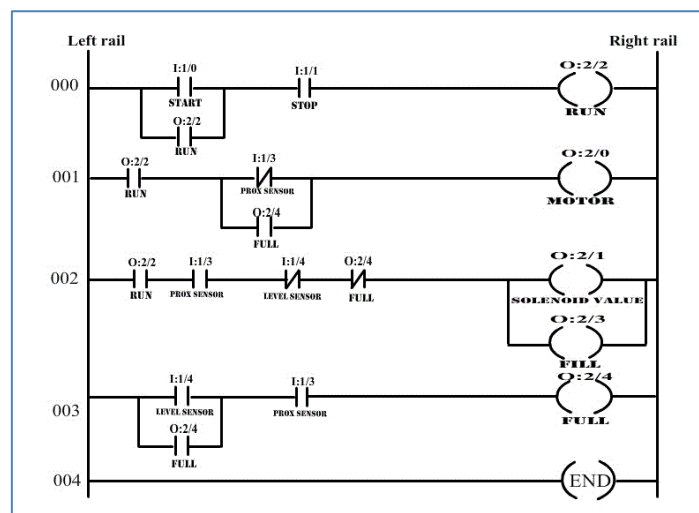 Left rail Right rail
000
I:1/0 I:1/1 O:2/2
START STOP RUN
O:2/2
RUN
001
O:2/2 I:1/3 O:2/0
RUN PROX SENSOR MOTOR
O:2/4
FULL
002
O:2/2 I:1/3 I:1/4 O:2/4 O:2/1
RUN PROX SENSOR LEVEL SENSOR FULL SOLENOID VALUE
O:2/3
FILL
003
I:1/4 I:1/3 O:2/4
LEVEL SENSOR PROX SENSOR FULL
O:2/4
FULL
004 END